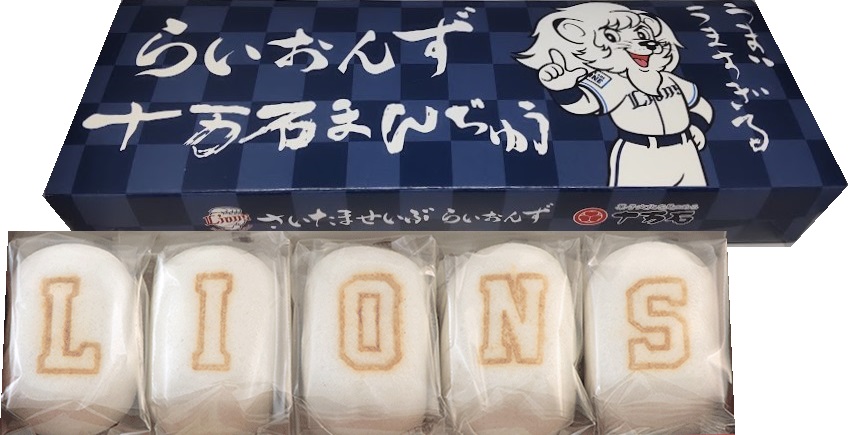 らいおんず
十万石まんぢゅう
うまい
うますぎる
LIONS
さいたませいぶ らいおんず
十万石
L I O N S